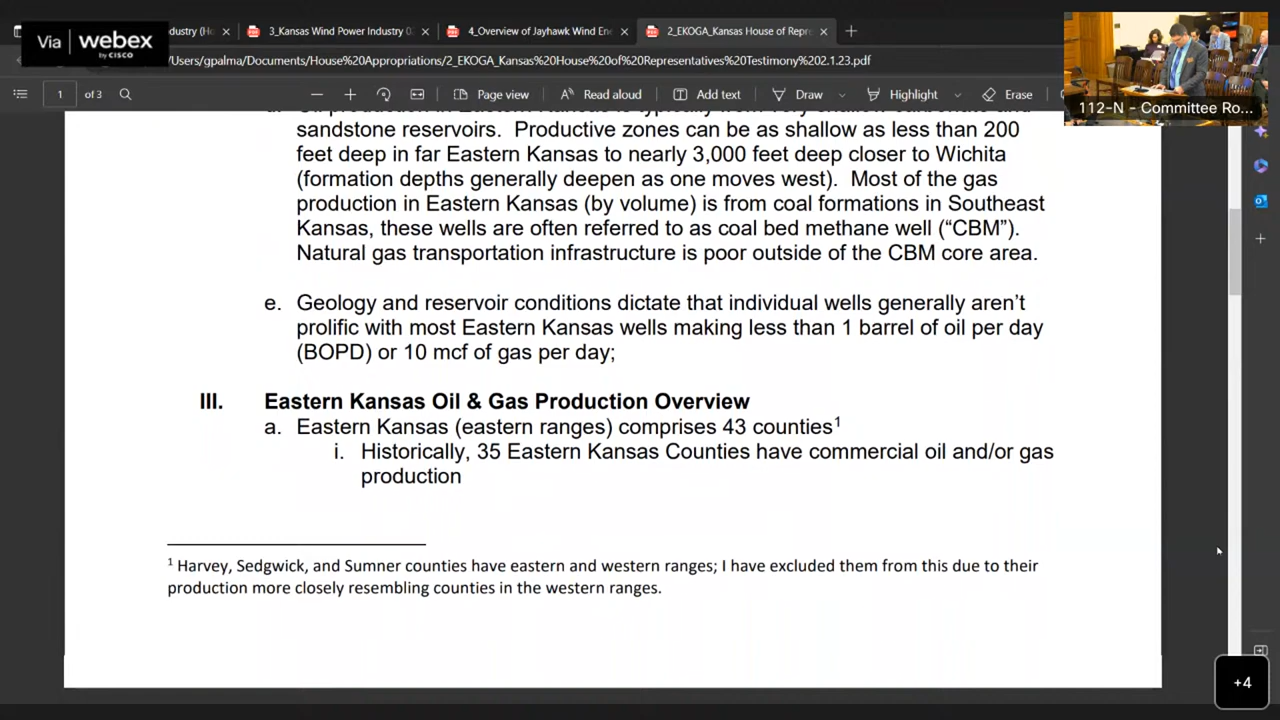 Via webex
by CISCO
dustry (Ho
3_Kansas Wind Power Industry 0
4_Overview of Jayhawk Wind Ene
2_EKOGA_Kansas House of Repre
/Users/gpalma/Documents/House%20Appropriations/2_EKOGA_Kansas%20House%20of%20Representatives%20Testimony%202.1.23.pdf
1 of 3
Page view
Read aloud
Add text
Draw
Highlight
Erase
112-N - Committee Ro...
sandstone reservoirs. Productive zones can be as shallow as less than 200
feet deep in far Eastern Kansas to nearly 3,000 feet deep closer to Wichita
(formation depths generally deepen as one moves west). Most of the gas
production in Eastern Kansas (by volume) is from coal formations in Southeast
Kansas, these wells are often referred to as coal bed methane well (“CBM”).
Natural gas transportation infrastructure is poor outside of the CBM core area.
e. Geology and reservoir conditions dictate that individual wells generally aren’t
prolific with most Eastern Kansas wells making less than 1 barrel of oil per day
(BOPD) or 10 mcf of gas per day;
III. Eastern Kansas Oil & Gas Production Overview
a. Eastern Kansas (eastern ranges) comprises 43 counties1
i. Historically, 35 Eastern Kansas Counties have commercial oil and/or gas
production
1 Harvey, Sedgwick, and Sumner counties have eastern and western ranges; I have excluded them from this due to their
production more closely resembling counties in the western ranges.
+4